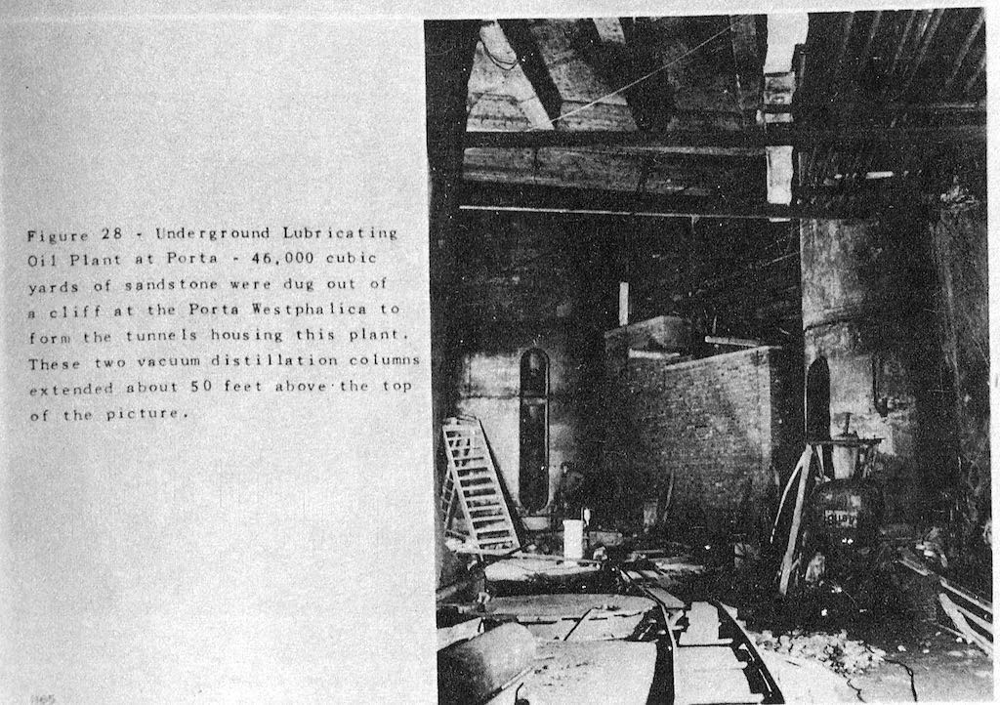 Figure 28 - Underground Lubricating
Oil Plant at Porta - 46,000 cubic
yards of sandstone were dug out of
a cliff at the Porta Westphalica to
form the tunnels housing this plant.
These two vacuum distillation columns
extended about 50 feet above the top
of the picture.